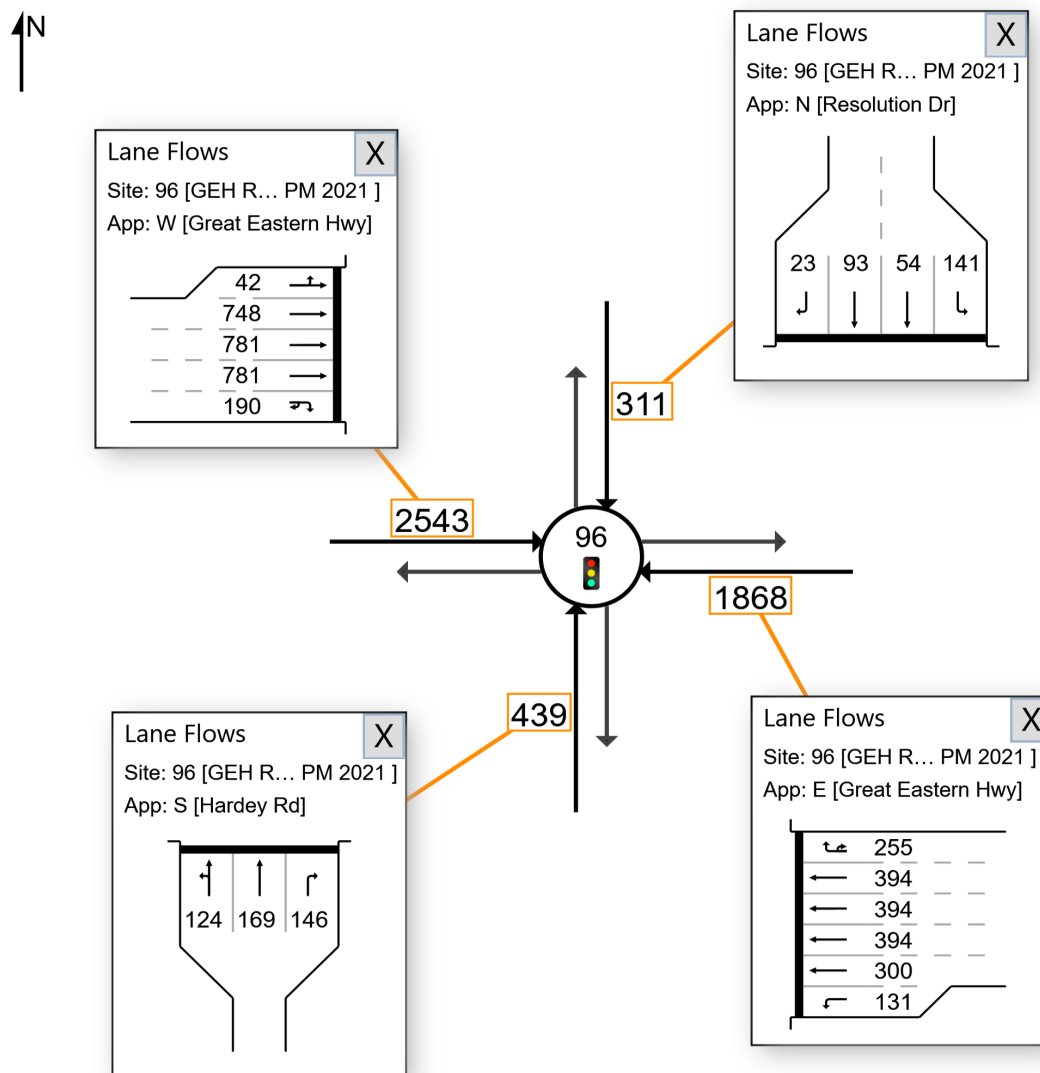 N
Lane Flows X
Site: 96 [GEH R... PM 2021 ]
App: N [Resolution Dr]
23 93 54 141
Lane Flows X
Site: 96 [GEH R... PM 2021 ]
App: W [Great Eastern Hwy]
42
748
781
781
190
311
2543
96
1868
439
Lane Flows X
Site: 96 [GEH R... PM 2021 ]
App: S [Hardey Rd]
124 169 146
Lane Flows X
Site: 96 [GEH R... PM 2021 ]
App: E [Great Eastern Hwy]
255
394
394
394
300
131